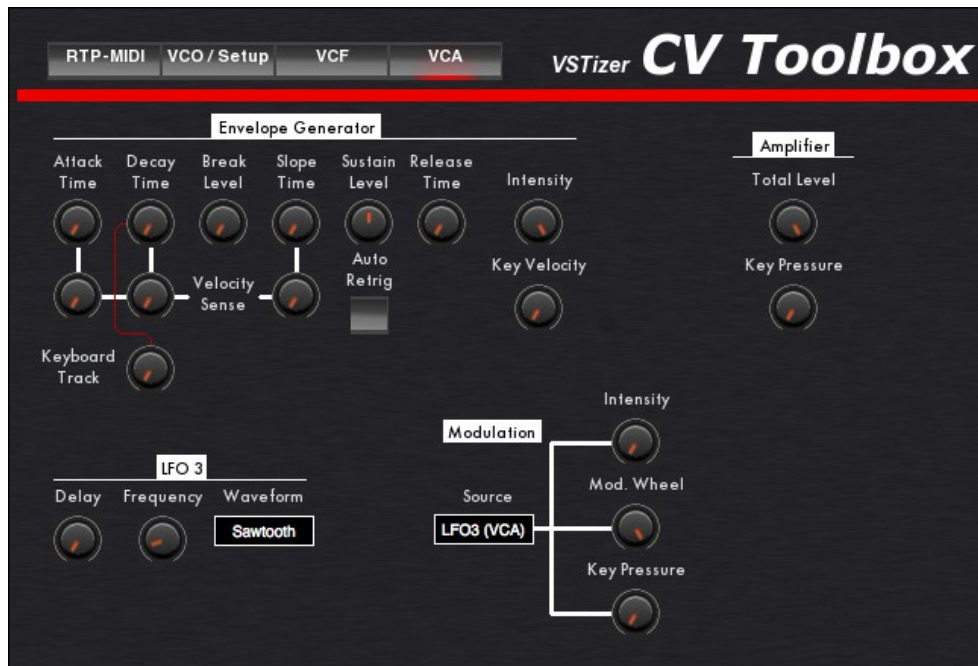 RTP-MIDI VCO / Setup VCF VCA
VSTizer CV Toolbox
Envelope Generator
Attack Time
Decay Time
Break Level
Slope Time
Sustain Level
Release Time
Intensity
Velocity Sense
Auto Retrig
Key Velocity
Keyboard Track
Amplifier
Total Level
Key Pressure
LFO 3
Delay Frequency Waveform
Sawtooth
Modulation
Source
LFO3 (VCA)
Intensity
Mod. Wheel
Key Pressure